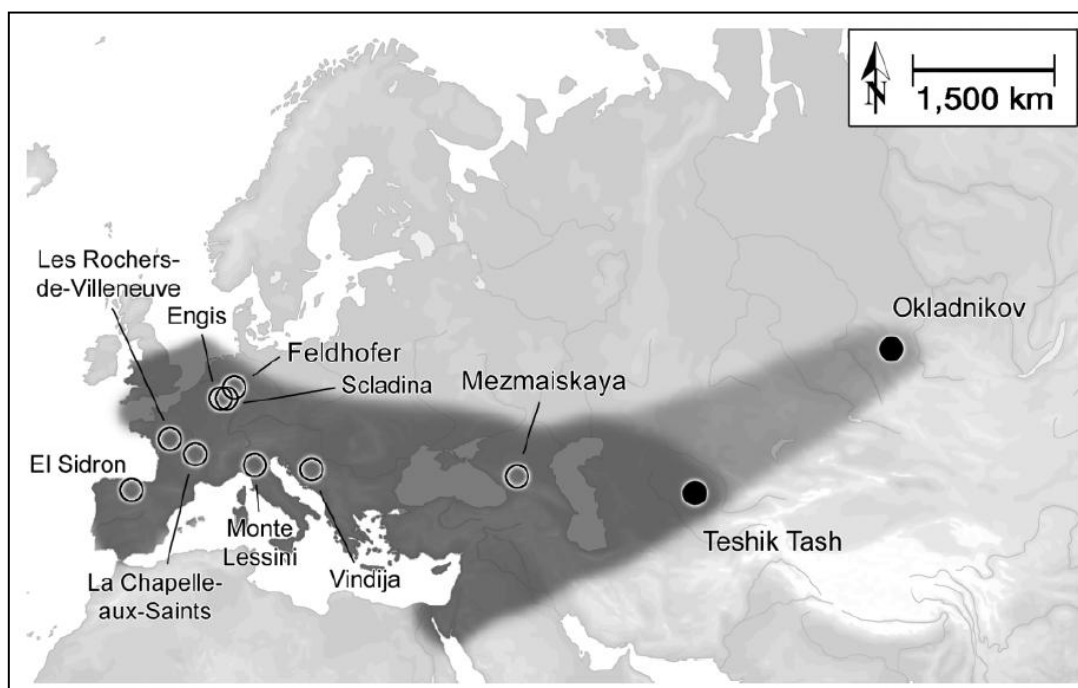 N
1,500 km
Les Rochers-
de-Villeneuve
Engis
Feldhofer
Scladina
Mezmaiskaya
Okladnikov
El Sidron
Monte
Lessini
Vindija
Teshik Tash
La Chapelle-
aux-Saints